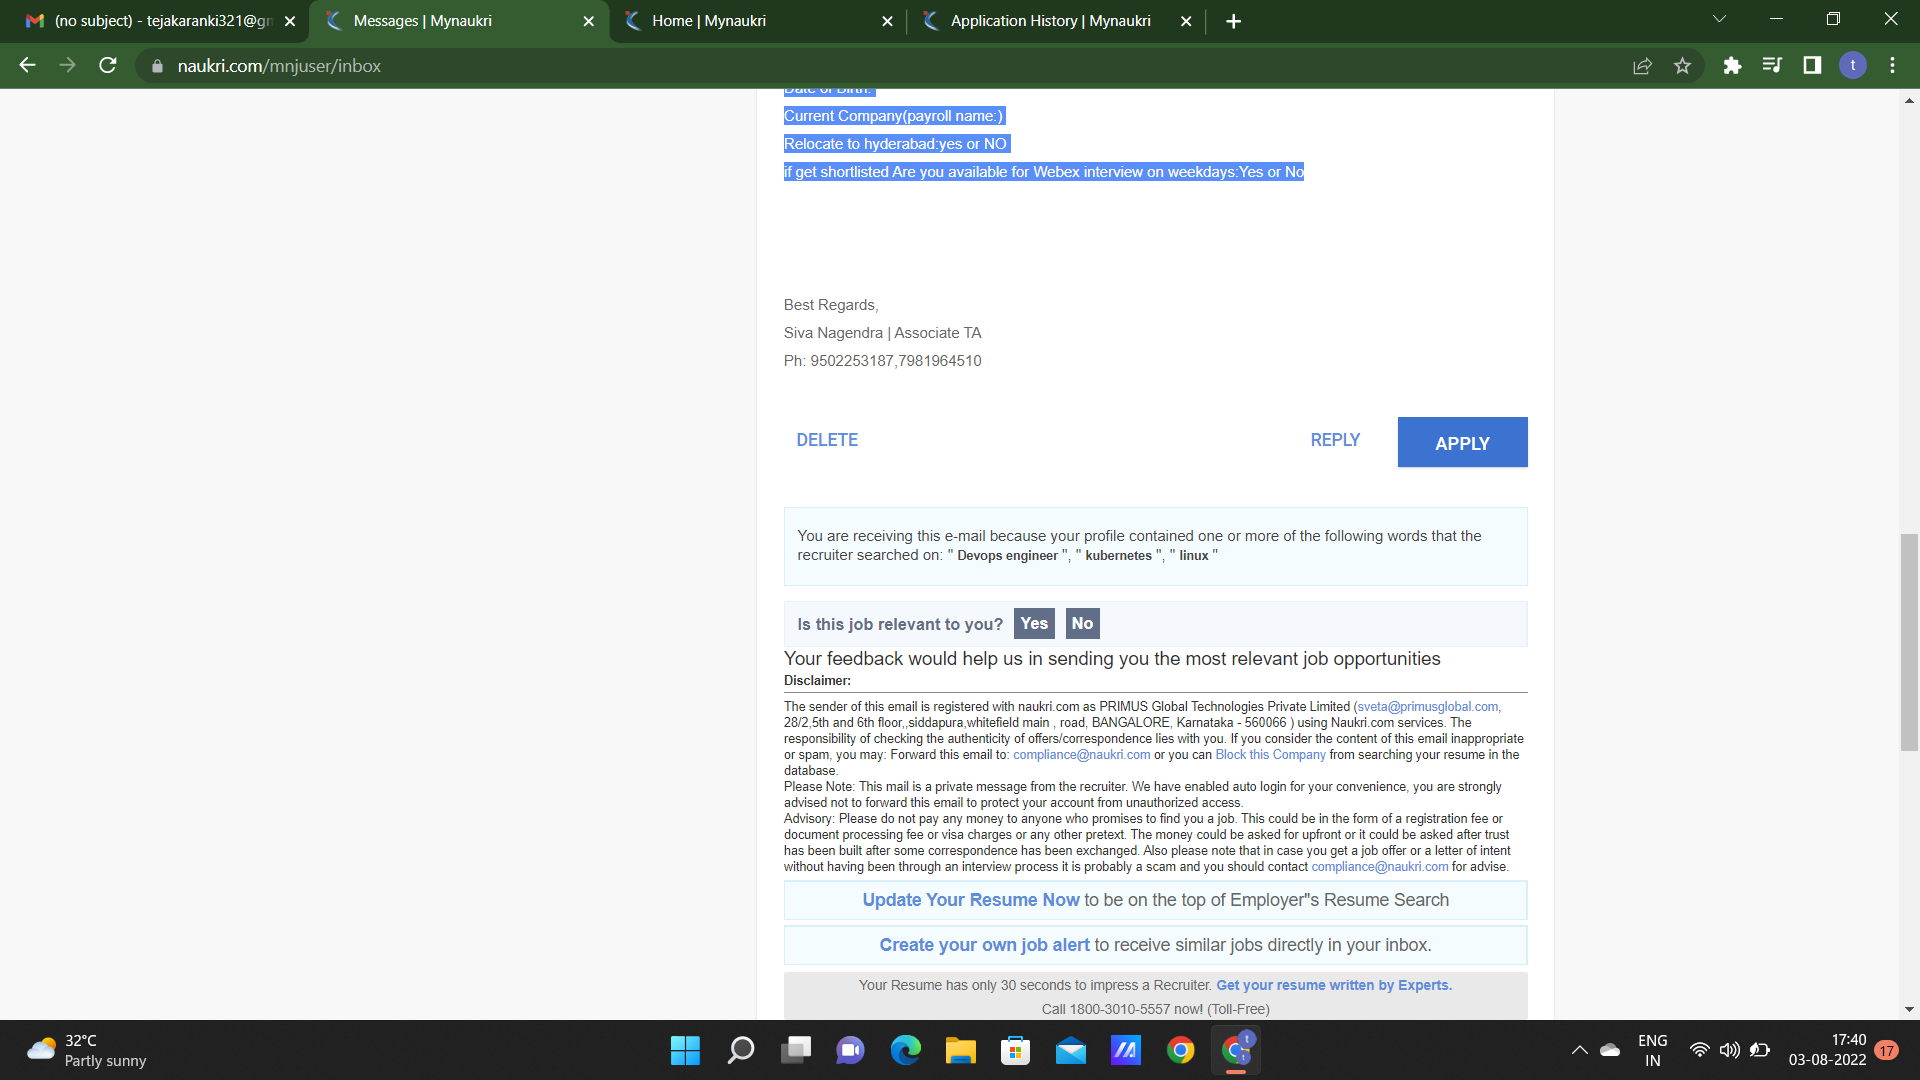 (no subject) - tejakaranki321@gm
Messages | Mynaukri
Home | Mynaukri
Application History | Mynaukri
naukri.com/mnjuser/inbox
t
Date of Birth:
Current Company(payroll name:)
Relocate to hyderabad:yes or NO
if get shortlisted Are you available for Webex interview on weekdays:Yes or No
Best Regards,
Siva Nagendra | Associate TA
Ph: 9502253187,7981964510
DELETE
REPLY
APPLY
You are receiving this e-mail because your profile contained one or more of the following words that the
recruiter searched on: " Devops engineer ", " kubernetes ", " linux "
Is this job relevant to you? Yes No
Your feedback would help us in sending you the most relevant job opportunities
Disclaimer:
The sender of this email is registered with naukri.com as PRIMUS Global Technologies Private Limited (sveta@primusglobal.com,
28/2,5th and 6th floor,,siddapura,whitefield main , road, BANGALORE, Karnataka - 560066 ) using Naukri.com services. The
responsibility of checking the authenticity of offers/correspondence lies with you. If you consider the content of this email inappropriate
or spam, you may: Forward this email to: compliance@naukri.com or you can Block this Company from searching your resume in the
database.
Please Note: This mail is a private message from the recruiter. We have enabled auto login for your convenience, you are strongly
advised not to forward this email to protect your account from unauthorized access.
Advisory: Please do not pay any money to anyone who promises to find you a job. This could be in the form of a registration fee or
document processing fee or visa charges or any other pretext. The money could be asked for upfront or it could be asked after trust
has been built after some correspondence has been exchanged. Also please note that in case you get a job offer or a letter of intent
without having been through an interview process it is probably a scam and you should contact compliance@naukri.com for advise.
Update Your Resume Now to be on the top of Employer"s Resume Search
Create your own job alert to receive similar jobs directly in your inbox.
Your Resume has only 30 seconds to impress a Recruiter. Get your resume written by Experts.
Call 1800-3010-5557 now! (Toll-Free)
32°C
Partly sunny
t
t
ENG
IN
17:40
03-08-2022
17